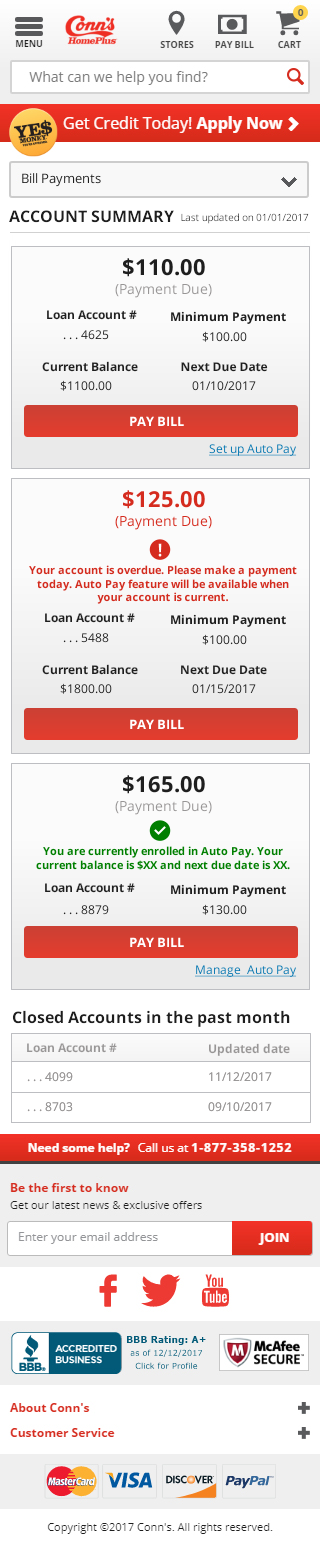 MENU
Conn's
HomePlus
STORES
PAY BILL
0
CART
What can we help you find?
YE$
MONEY
Get Credit Today! Apply Now
Bill Payments
ACCOUNT SUMMARY Last updated on 01/01/2017
$110.00
(Payment Due)
Loan Account # Minimum Payment
. . . 4625 $100.00
Current Balance Next Due Date
$1100.00 01/10/2017
PAY BILL
Set up Auto Pay
$125.00
(Payment Due)
Your account is overdue. Please make a payment
today. Auto Pay feature will be available when
your account is current.
Loan Account # Minimum Payment
. . . 5488 $100.00
Current Balance Next Due Date
$1800.00 01/15/2017
PAY BILL
$165.00
(Payment Due)
You are currently enrolled in Auto Pay. Your
current balance is $XX and next due date is XX.
Loan Account # Minimum Payment
. . . 8879 $130.00
PAY BILL
Manage Auto Pay
Closed Accounts in the past month
Loan Account # Updated date
. . . 4099 11/12/2017
. . . 8703 09/10/2017
Need some help? Call us at 1-877-358-1252
Be the first to know
Get our latest news & exclusive offers
Enter your email address JOIN
You
Tube
BBB.
ACCREDITED
BUSINESS
BBB Rating: A+
as of 12/12/2017
Click for Profile
McAfee
SECURE
About Conn's
Customer Service
MasterCard VISA DISCOVER PayPal
Copyright ©2017 Conn's. All rights reserved.